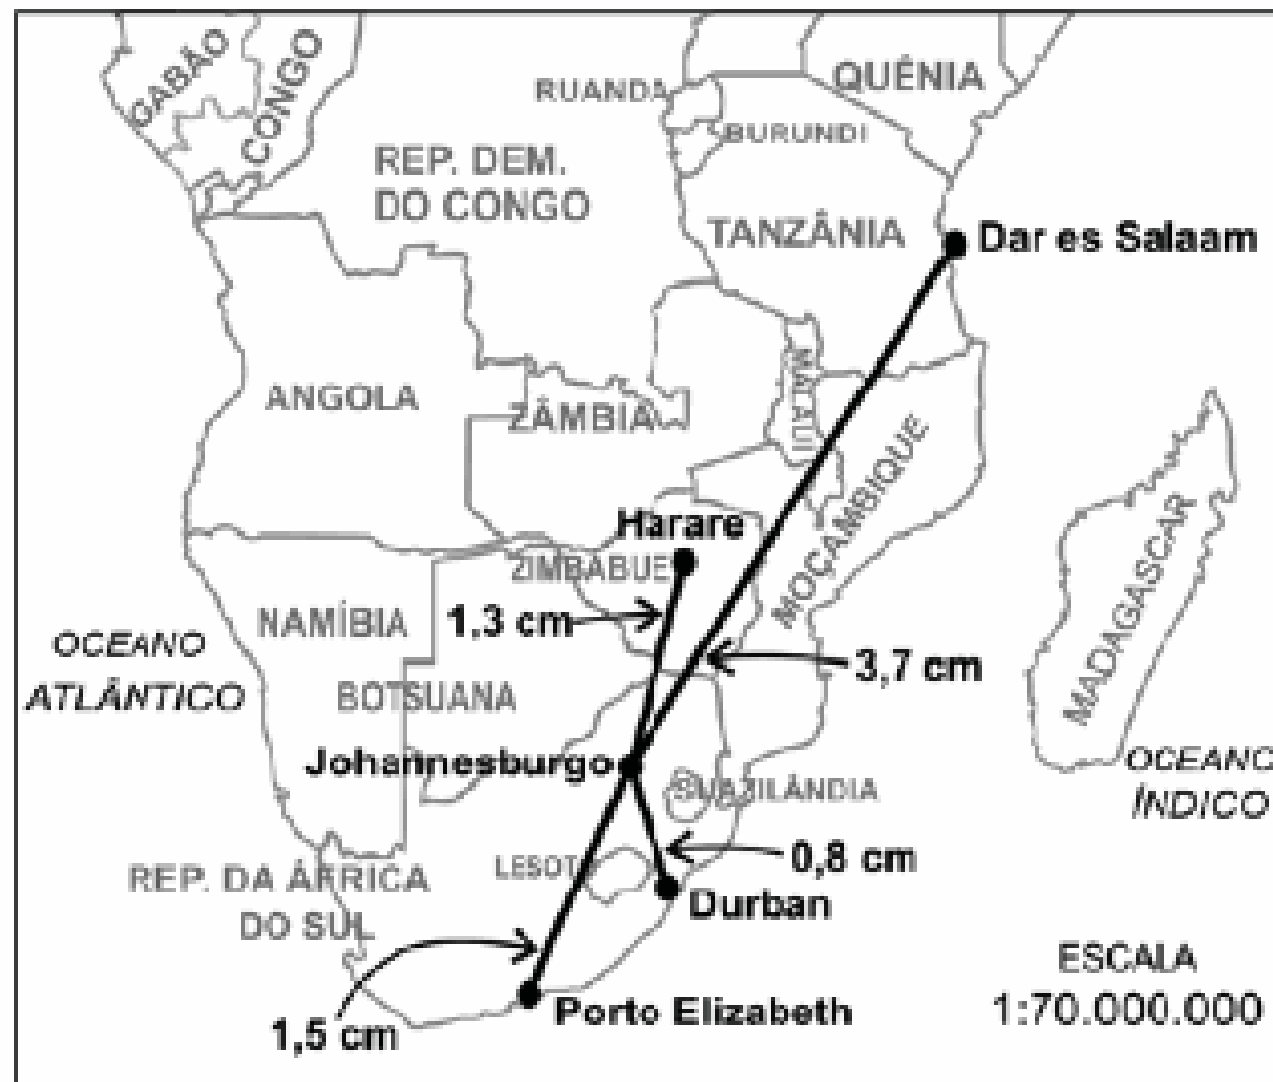 GABÃO
CONGO
RUANDA
QUÊNIA
BURUNDI
REP. DEM.
DO CONGO
TANZÂNIA
Dar es Salaam
MALAUÍ
ANGOLA
ZÂMBIA
MOÇAMBIQUE
Harare
ZIMBABUE
NAMÍBIA
1,3 cm
OCEANO
ATLÂNTICO
3,7 cm
MADAGASCAR
BOTSUANA
Johannesburgo
SUAZILÂNDIA
OCEANO
ÍNDICO
LESOT
0,8 cm
REP. DA ÁFRICA
DO SUL
Durban
ESCALA
1:70.000.000
Porto Elizabeth
1,5 cm